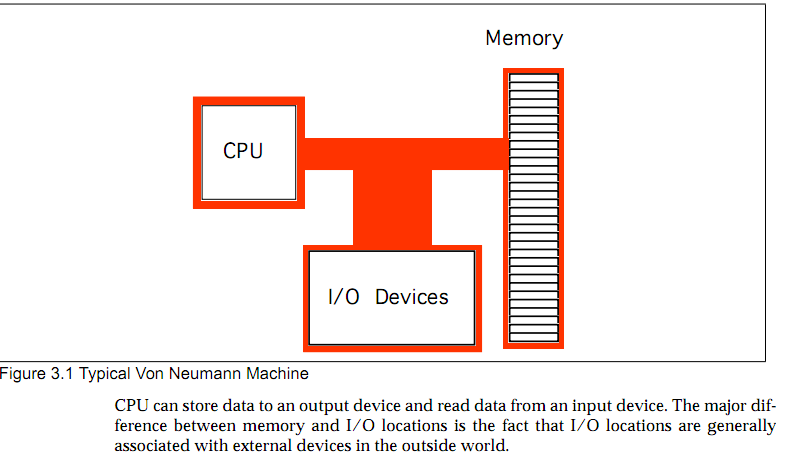 Memory
CPU
I/O Devices
Figure 3.1 Typical Von Neumann Machine
CPU can store data to an output device and read data from an input device. The major dif-
ference between memory and I/O locations is the fact that I/O locations are generally
associated with external devices in the outside world.